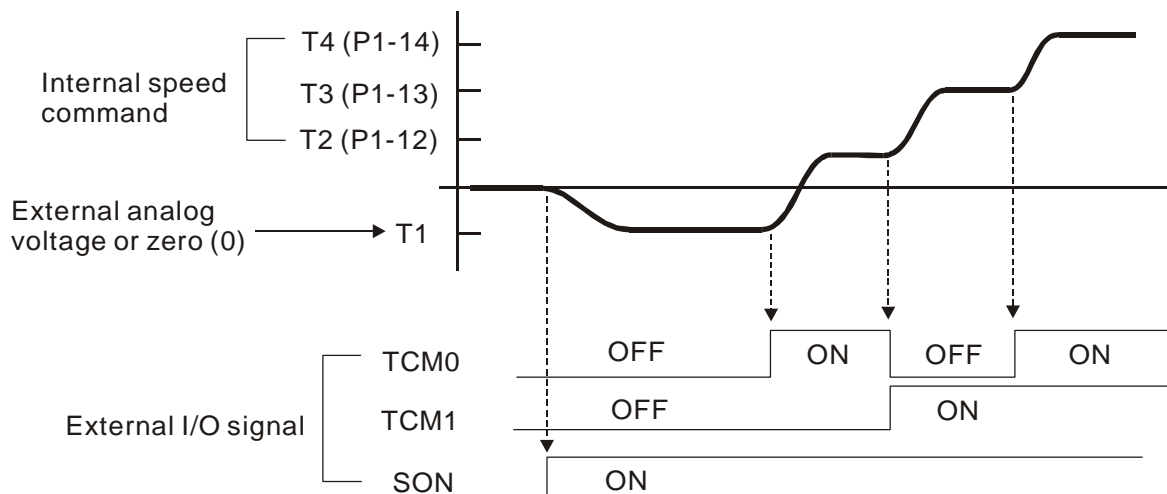 T4 (P1-14)
Internal speed
command
T3 (P1-13)
T2 (P1-12)
External analog
voltage or zero (0)
T1
TCM0
OFF
ON
OFF
ON
TCM1
OFF
ON
External I/O signal
SON
ON